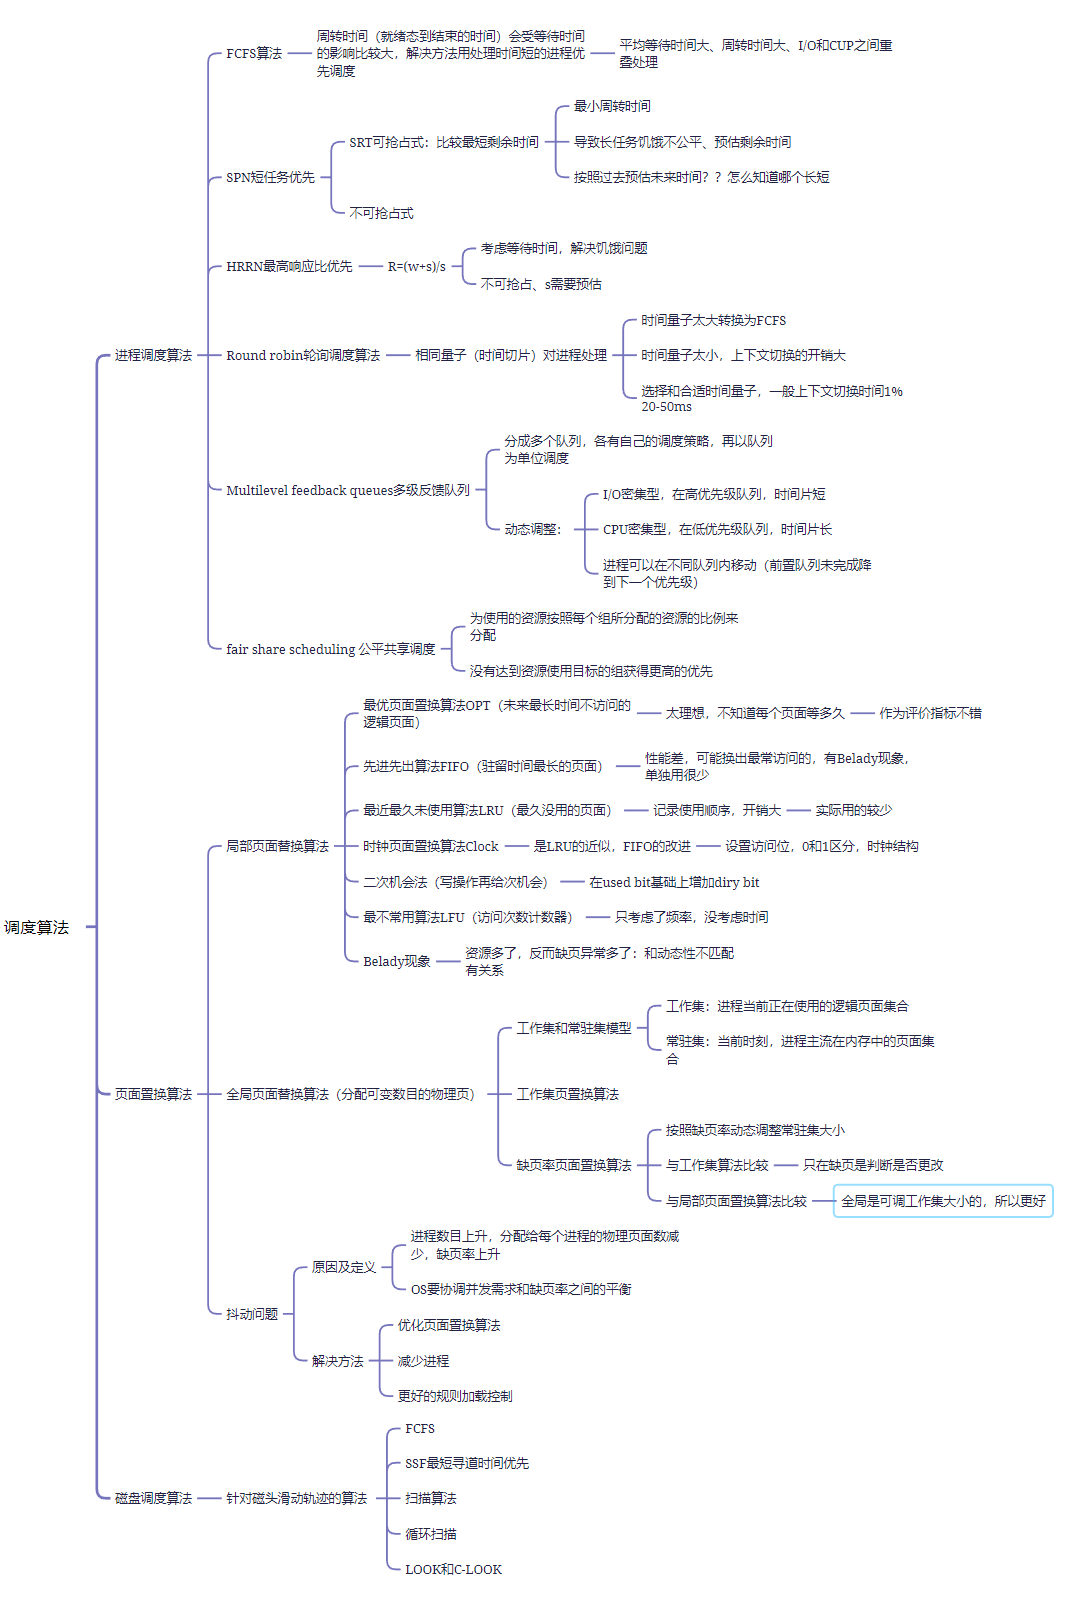 调度算法
进程调度算法
FCFS算法
周转时间（就绪态到结束的时间）会受等待时间
的影响比较大，解决方法用处理时间短的进程优
先调度
平均等待时间大、周转时间大、I/O和CUP之间重
叠处理
SPN短任务优先
SRT可抢占式：比较最短剩余时间
最小周转时间
导致长任务饥饿不公平、预估剩余时间
按照过去预估未来时间？？怎么知道哪个长短
不可抢占式
HRRN最高响应比优先
R=(w+s)/s
考虑等待时间，解决饥饿问题
不可抢占、s需要预估
Round robin轮询调度算法
相同量子（时间切片）对进程处理
时间量子太大转换为FCFS
时间量子太小，上下文切换的开销大
选择和合适时间量子，一般上下文切换时间1%
20-50ms
Multilevel feedback queues多级反馈队列
分成多个队列，各有自己的调度策略，再以队列
为单位调度
动态调整：
I/O密集型，在高优先级队列，时间片短
CPU密集型，在低优先级队列，时间片长
进程可以在不同队列内移动（前置队列未完成降
到下一个优先级）
fair share scheduling 公平共享调度
为使用的资源按照每个组所分配的资源的比例来
分配
没有达到资源使用目标的组获得更高的优先
页面置换算法
局部页面替换算法
最优页面置换算法OPT（未来最长时间不访问的
逻辑页面）
太理想，不知道每个页面等多久
作为评价指标不错
先进先出算法FIFO（驻留时间最长的页面）
性能差，可能换出最常访问的，有Belady现象，
单独用很少
最近最久未使用算法LRU（最久没用的页面）
记录使用顺序，开销大
实际用的较少
时钟页面置换算法Clock
是LRU的近似，FIFO的改进
设置访问位，0和1区分，时钟结构
二次机会法（写操作再给次机会）
在used bit基础上增加diry bit
最不常用算法LFU（访问次数计数器）
只考虑了频率，没考虑时间
Belady现象
资源多了，反而缺页异常多了：和动态性不匹配
有关系
全局页面替换算法（分配可变数目的物理页）
工作集和常驻集模型
工作集：进程当前正在使用的逻辑页面集合
常驻集：当前时刻，进程主流在内存中的页面集
合
工作集页置换算法
缺页率页面置换算法
按照缺页率动态调整常驻集大小
与工作集算法比较
只在缺页是判断是否更改
与局部页面置换算法比较
全局是可调工作集大小的，所以更好
抖动问题
原因及定义
进程数目上升，分配给每个进程的物理页面数减
少，缺页率上升
OS要协调并发需求和缺页率之间的平衡
解决方法
优化页面置换算法
减少进程
更好的规则加载控制
磁盘调度算法
针对磁头滑动轨迹的算法
FCFS
SSF最短寻道时间优先
扫描算法
循环扫描
LOOK和C-LOOK